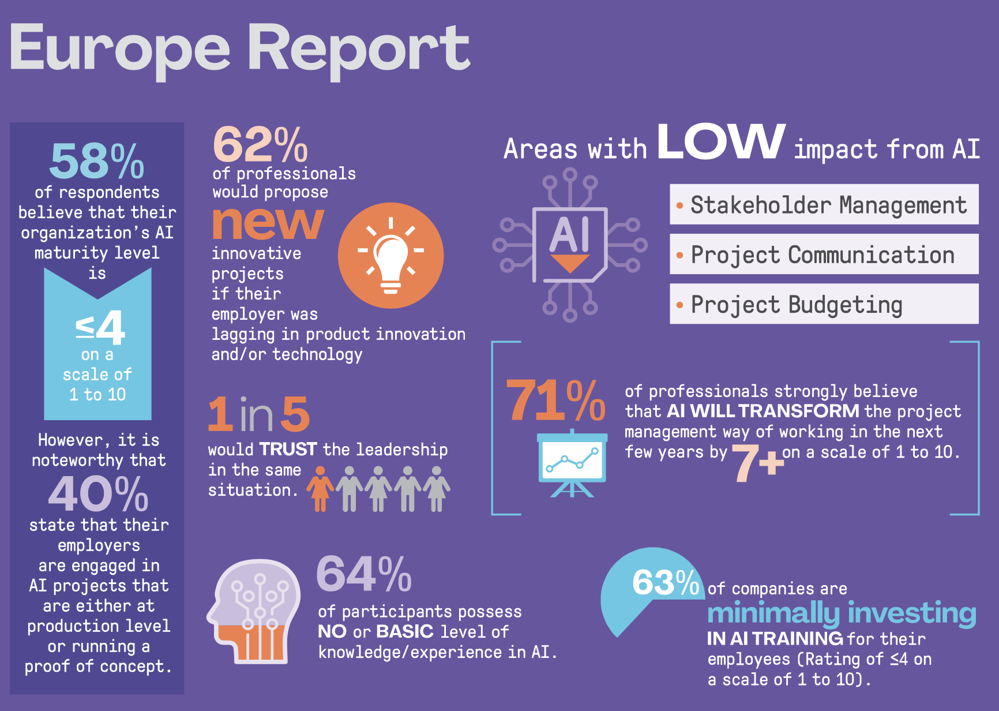 Europe Report
58%
of respondents
believe that their
organization's AI
maturity level
is
≤4
on a
scale of
1 to 10
However, it is
noteworthy that
40%
state that their
employers
are engaged in
AI projects that
are either at
production level
or running a
proof of concept.
62%
of professionals
would propose
new
innovative
projects
if their
employer was
lagging in product innovation
and/or technology
1 in 5
would TRUST the leadership
in the same
situation.
64%
of participants possess
NO or BASIC level of
knowledge/experience in AI.
Areas with LOW impact from AI
AI
• Stakeholder Management
• Project Communication
• Project Budgeting
71%
of professionals strongly believe
that AI WILL TRANSFORM the project
management way of working in the next
few years by 7+ on a scale of 1 to 10.
63%
of companies are
minimally investing
IN AI TRAINING for their
employees (Rating of ≤4 on
a scale of 1 to 10).